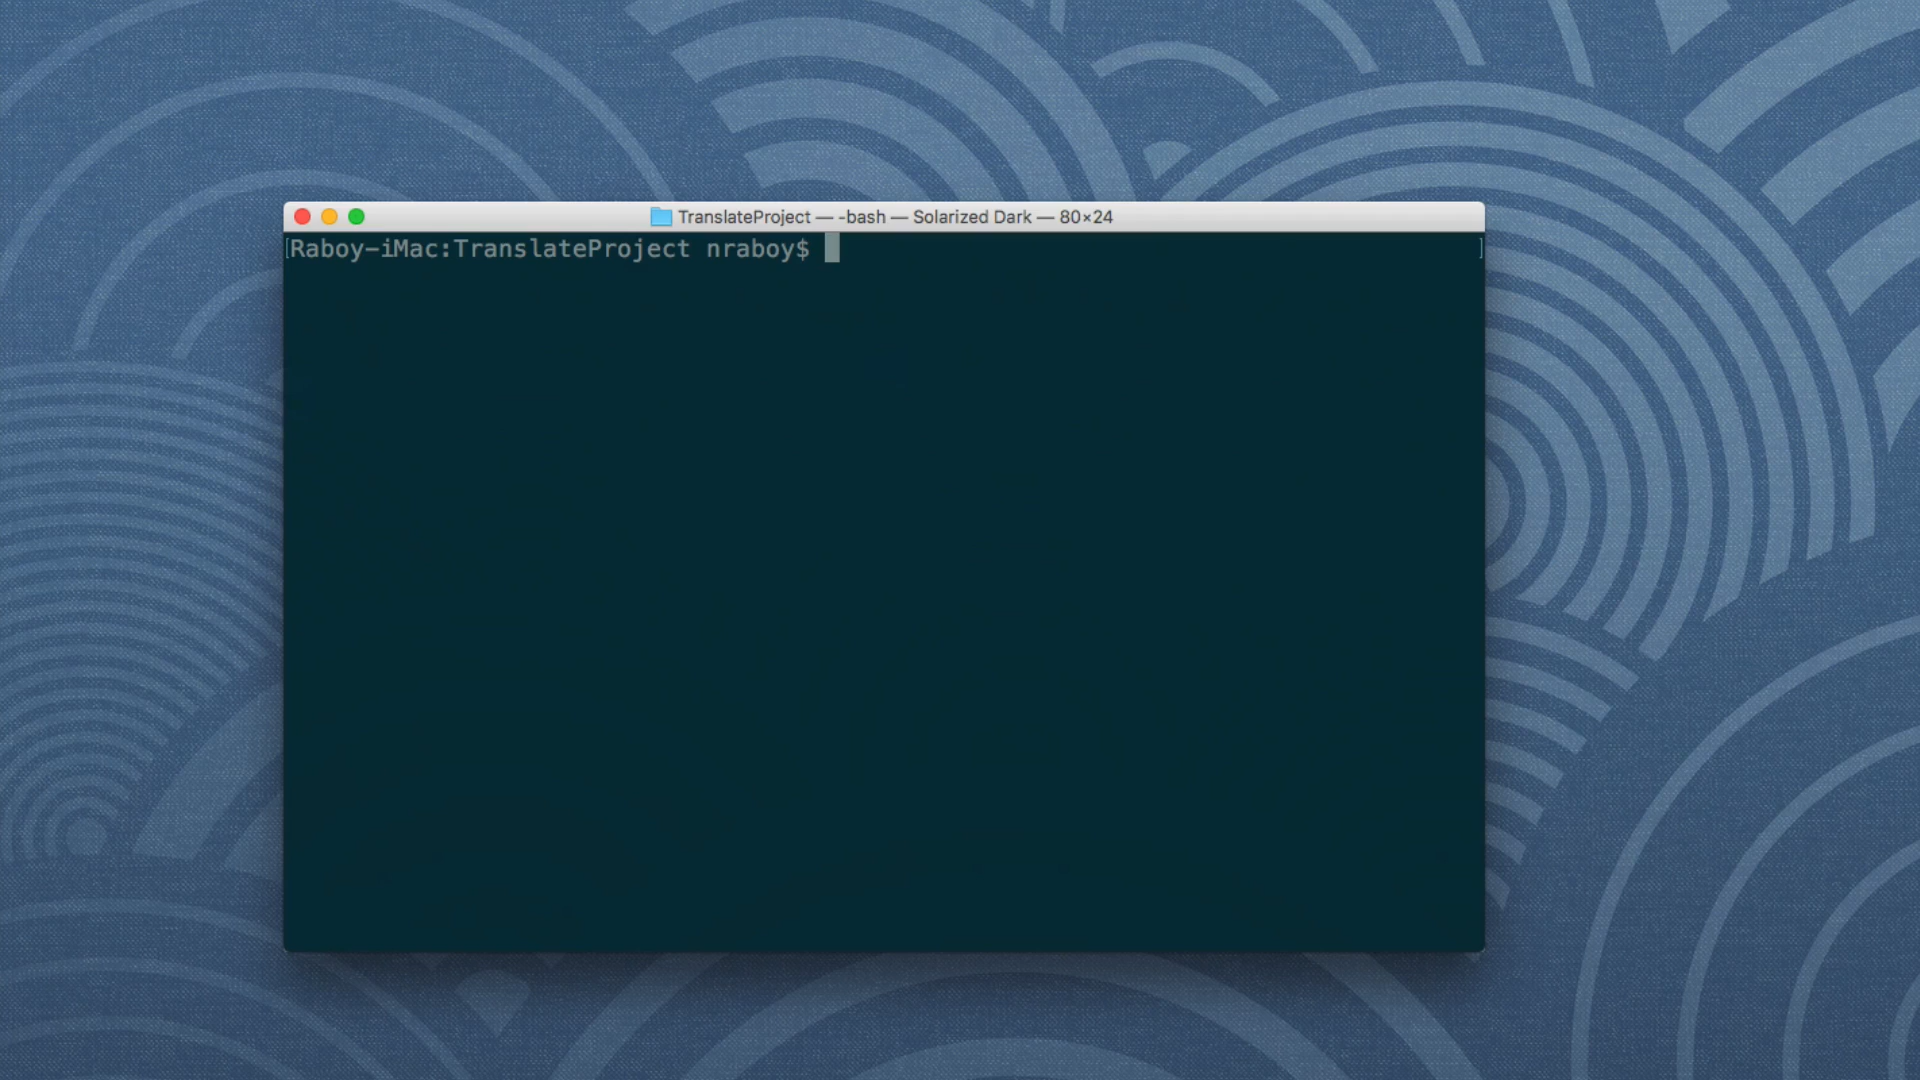 TranslateProject — -bash — Solarized Dark — 80×24
[Raboy-iMac:TranslateProject nraboy$ ]